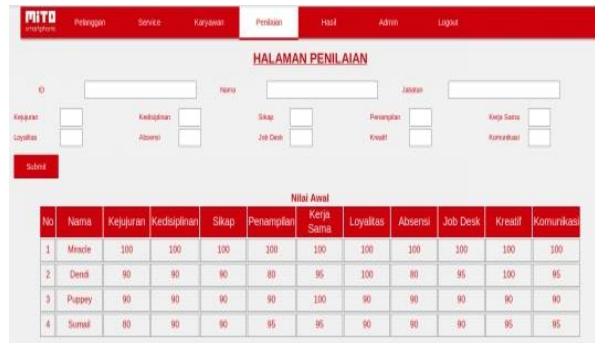 MITO
smartphone
Pelanggan Service Karyawan Penilaian Hasil Admin Logout
HALAMAN PENILAIAN
ID Nama Jabatan
Kejujuran Kedisiplinan Sikap Penampilan Kerja Sama
Loyalitas Absensi Job Desk Kreatif Komunikasi
Submit
Nilai Awal
No Nama Kejujuran Kedisiplinan Sikap Penampilan Kerja Sama Loyalitas Absensi Job Desk Kreatif Komunikasi
1 Miracle 100 100 100 100 100 100 100 100 100 100
2 Dendi 90 90 90 80 95 100 80 95 100 95
3 Puppey 90 90 90 90 100 90 90 90 90 90
4 Sumail 80 90 90 95 95 90 90 90 95 95